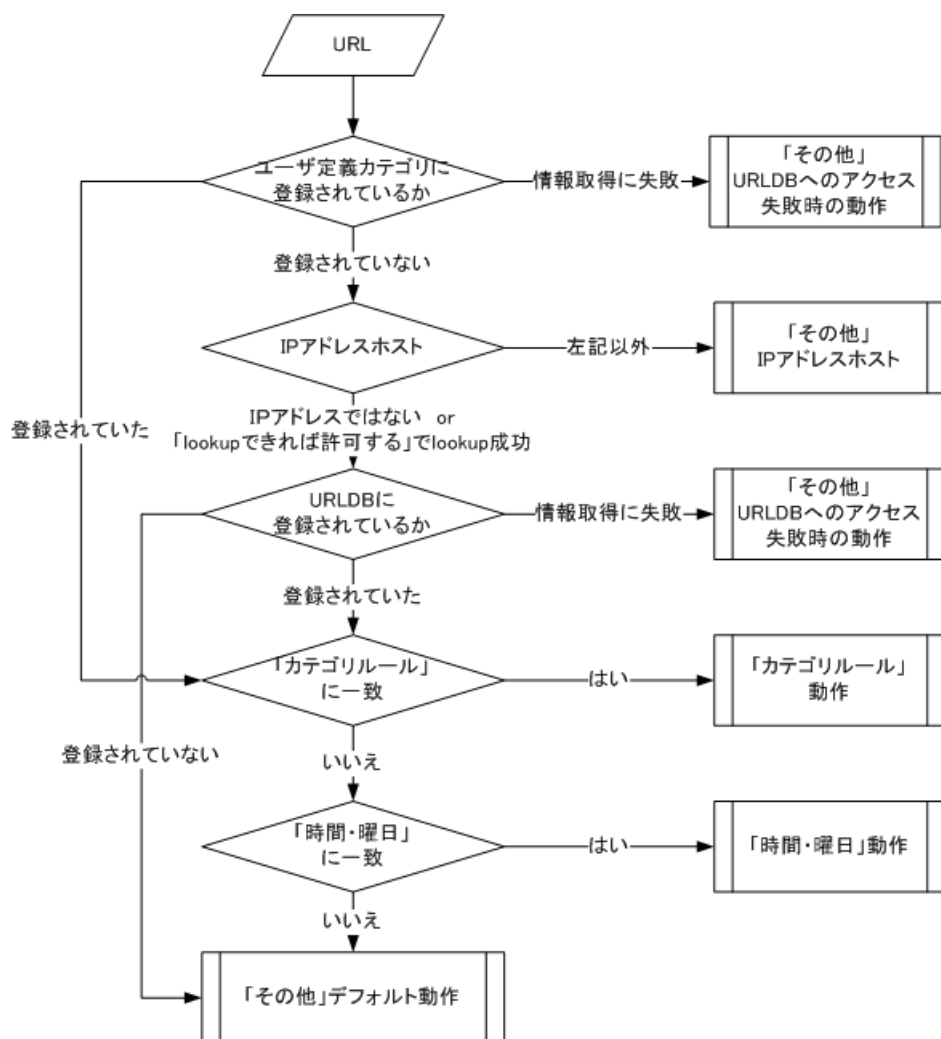 URL
ユーザ定義カテゴリに
登録されているか
情報取得に失敗
「その他」
URLDBへのアクセス
失敗時の動作
登録されていない
IPアドレスホスト
左記以外
「その他」
IPアドレスホスト
登録されていた
IPアドレスではない or
「lookupできれば許可する」でlookup成功
URLDBに
登録されているか
情報取得に失敗
「その他」
URLDBへのアクセス
失敗時の動作
登録されていた
「カテゴリルール」
に一致
はい
「カテゴリルール」
動作
登録されていない
いいえ
「時間・曜日」
に一致
はい
「時間・曜日」動作
いいえ
「その他」デフォルト動作